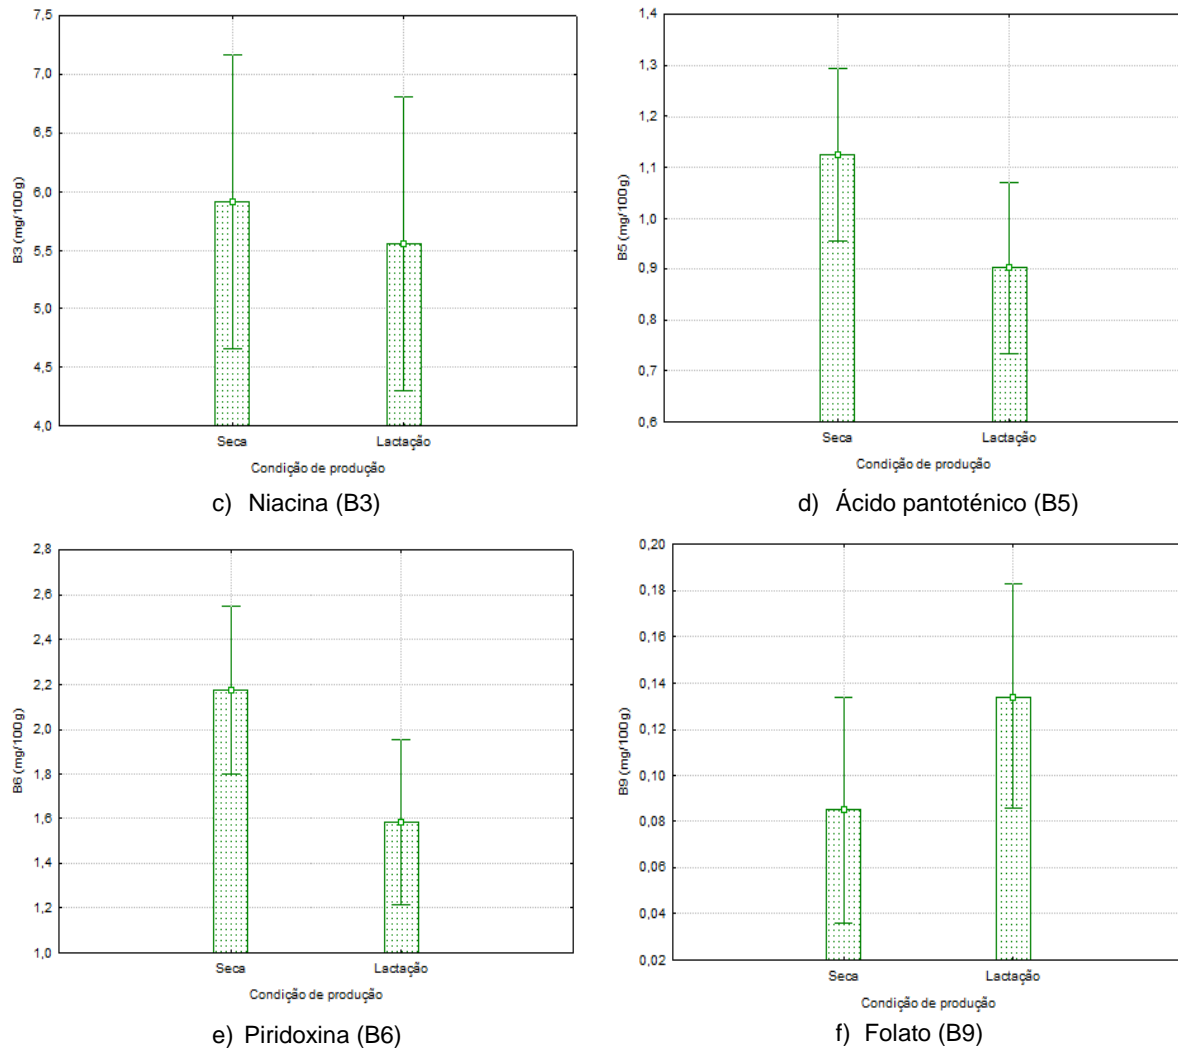 7,5
7,0
6,5
6,0
5,5
5,0
4,5
4,0
B3 (mg/100g)
Seca Lactação
Condição de produção
c) Niacina (B3)
1,4
1,3
1,2
1,1
1,0
0,9
0,8
0,7
0,6
B5 (mg/100g)
Seca Lactação
Condição de produção
d) Ácido pantoténico (B5)
2,8
2,6
2,4
2,2
2,0
1,8
1,6
1,4
1,2
1,0
B6 (mg/100g)
Seca Lactação
Condição de produção
e) Piridoxina (B6)
0,20
0,18
0,16
0,14
0,12
0,10
0,08
0,06
0,04
0,02
B9 (mg/100g)
Seca Lactação
Condição de produção
f) Folato (B9)